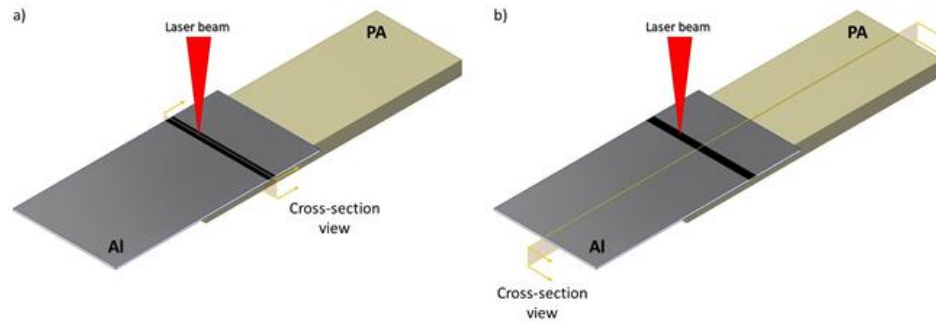 a)
Laser beam
PA
Al
Cross-section
view
b)
Laser beam
PA
Al
Cross-section
view